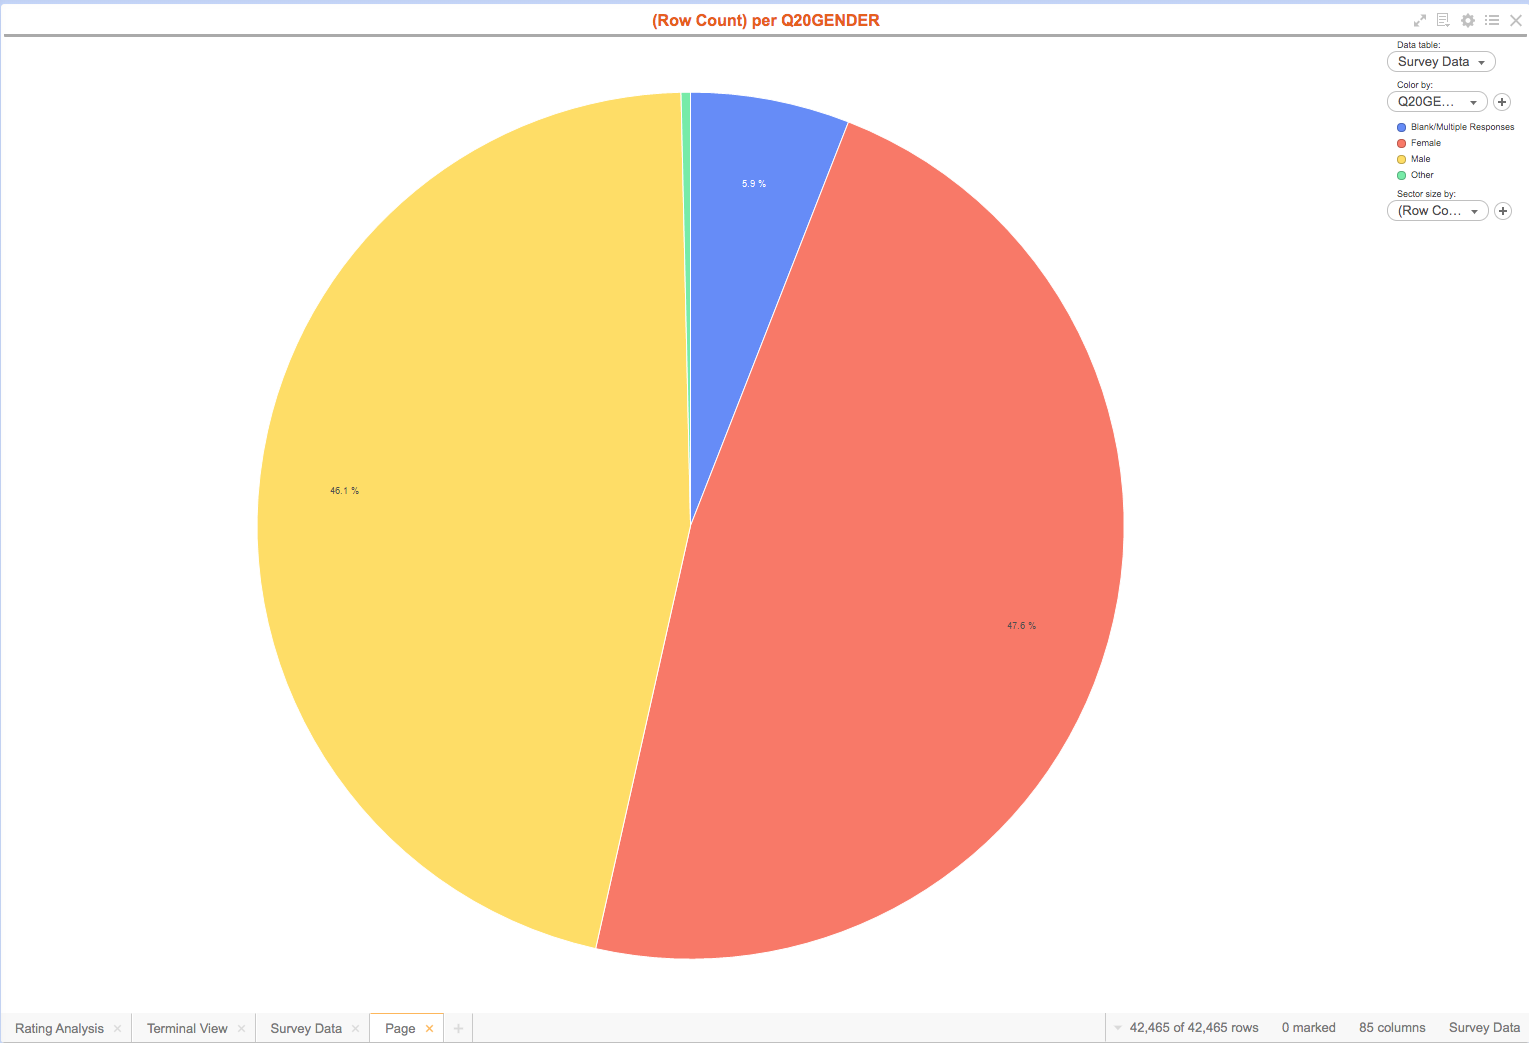 (Row Count) per Q20GENDER
Data table:
Survey Data
Color by:
Q20GE...
Blank/Multiple Responses
Female
Male
Other
Sector size by:
(Row Co...
5.9 %
46.1 %
47.6 %
Rating Analysis Terminal View Survey Data Page 42,465 of 42,465 rows 0 marked 85 columns Survey Data